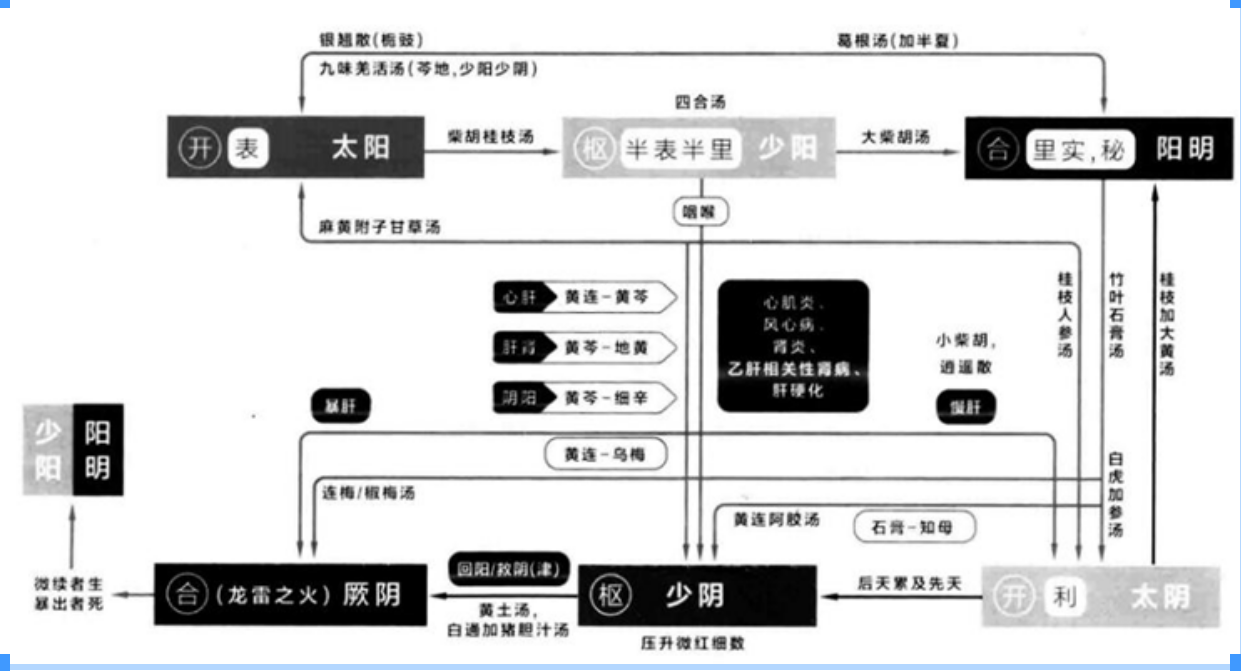 银翘散(栀豉)
葛根汤(加半夏)
九味羌活汤(芩地,少阳少阴)
四合汤
开 表 太阳
柴胡桂枝汤
枢 半表半里 少阳
大柴胡汤
合 里实,秘 阳明
咽喉
麻黄附子甘草汤
桂枝人参汤
竹叶石膏汤
桂枝加大黄汤
心肝 黄连-黄芩
肝肾 黄芩-地黄
阴阳 黄芩-细辛
心肌炎、
风心病、
肾炎、
乙肝相关性肾病、
肝硬化
小柴胡,
逍遥散
暴肝
慢肝
少阳
阳明
黄连-乌梅
白虎加参汤
连梅/椒梅汤
黄连阿胶汤
石膏-知母
微续者生
暴出者死
合 (龙雷之火) 厥阴
回阳/救阴(津)
黄土汤,
白通加猪胆汁汤
枢 少阴
压升微红细数
后天累及先天
开 利 太阴